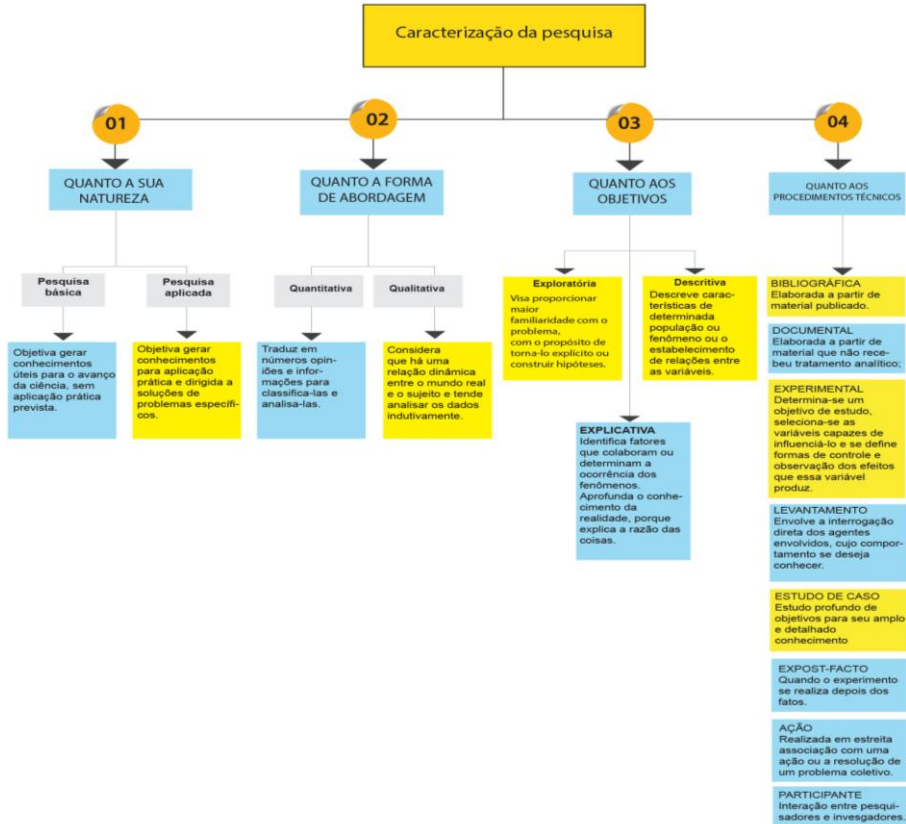 Caracterização da pesquisa
01
02
03
04
QUANTO A SUA
NATUREZA
QUANTO A FORMA
DE ABORDAGEM
QUANTO AOS
OBJETIVOS
QUANTO AOS
PROCEDIMENTOS TÉCNICOS
Pesquisa
básica
Objetiva gerar
conhecimentos
úteis para o avanço
da ciência, sem
aplicação prática
prevista.
Pesquisa
aplicada
Objetiva gerar
conhecimentos
para aplicação
prática e dirigida a
soluções de
problemas específi-
cos.
Quantitativa
Traduz em
números opini-
ões e infor-
mações para
classifica-las e
analisa-las.
Qualitativa
Considera
que há uma
relação dinâmica
entre o mundo real
e o sujeito e tende
analisar os dados
indutivamente.
Exploratória
Visa proporcionar
maior
familiaridade com o
problema,
com o propósito de
torna-lo explícito ou
construir hipóteses.
Descritiva
Descreve carac-
terísticas de
determinada
população ou
fenômeno ou o
estabelecimento
de relações entre
as variáveis.
EXPLICATIVA
Identifica fatores
que colaboram ou
determinam a
ocorrência dos
fenômenos.
Aprofunda o conhe-
cimento da
realidade, porque
explica a razão das
coisas.
BIBLIOGRÁFICA
Elaborada a partir de
material publicado.
DOCUMENTAL
Elaborada a partir de
material que não rece-
beu tratamento analítico;
EXPERIMENTAL
Determina-se um
objetivo de estudo,
seleciona-se as
variáveis capazes de
influenciá-lo e se define
formas de controle e
observação dos efeitos
que essa variável
produz.
LEVANTAMENTO
Envolve a interrogação
direta dos agentes
envolvidos, cujo compor-
tamento se deseja
conhecer.
ESTUDO DE CASO
Estudo profundo de
objetivos para seu amplo
e detalhado
conhecimento
EXPOST-FACTO
Quando o experimento
se realiza depois dos
fatos.
AÇÃO
Realizada em estreita
associação com uma
ação ou a resolução de
um problema coletivo.
PARTICIPANTE
Interação entre pesqui-
sadores e invesgadores.